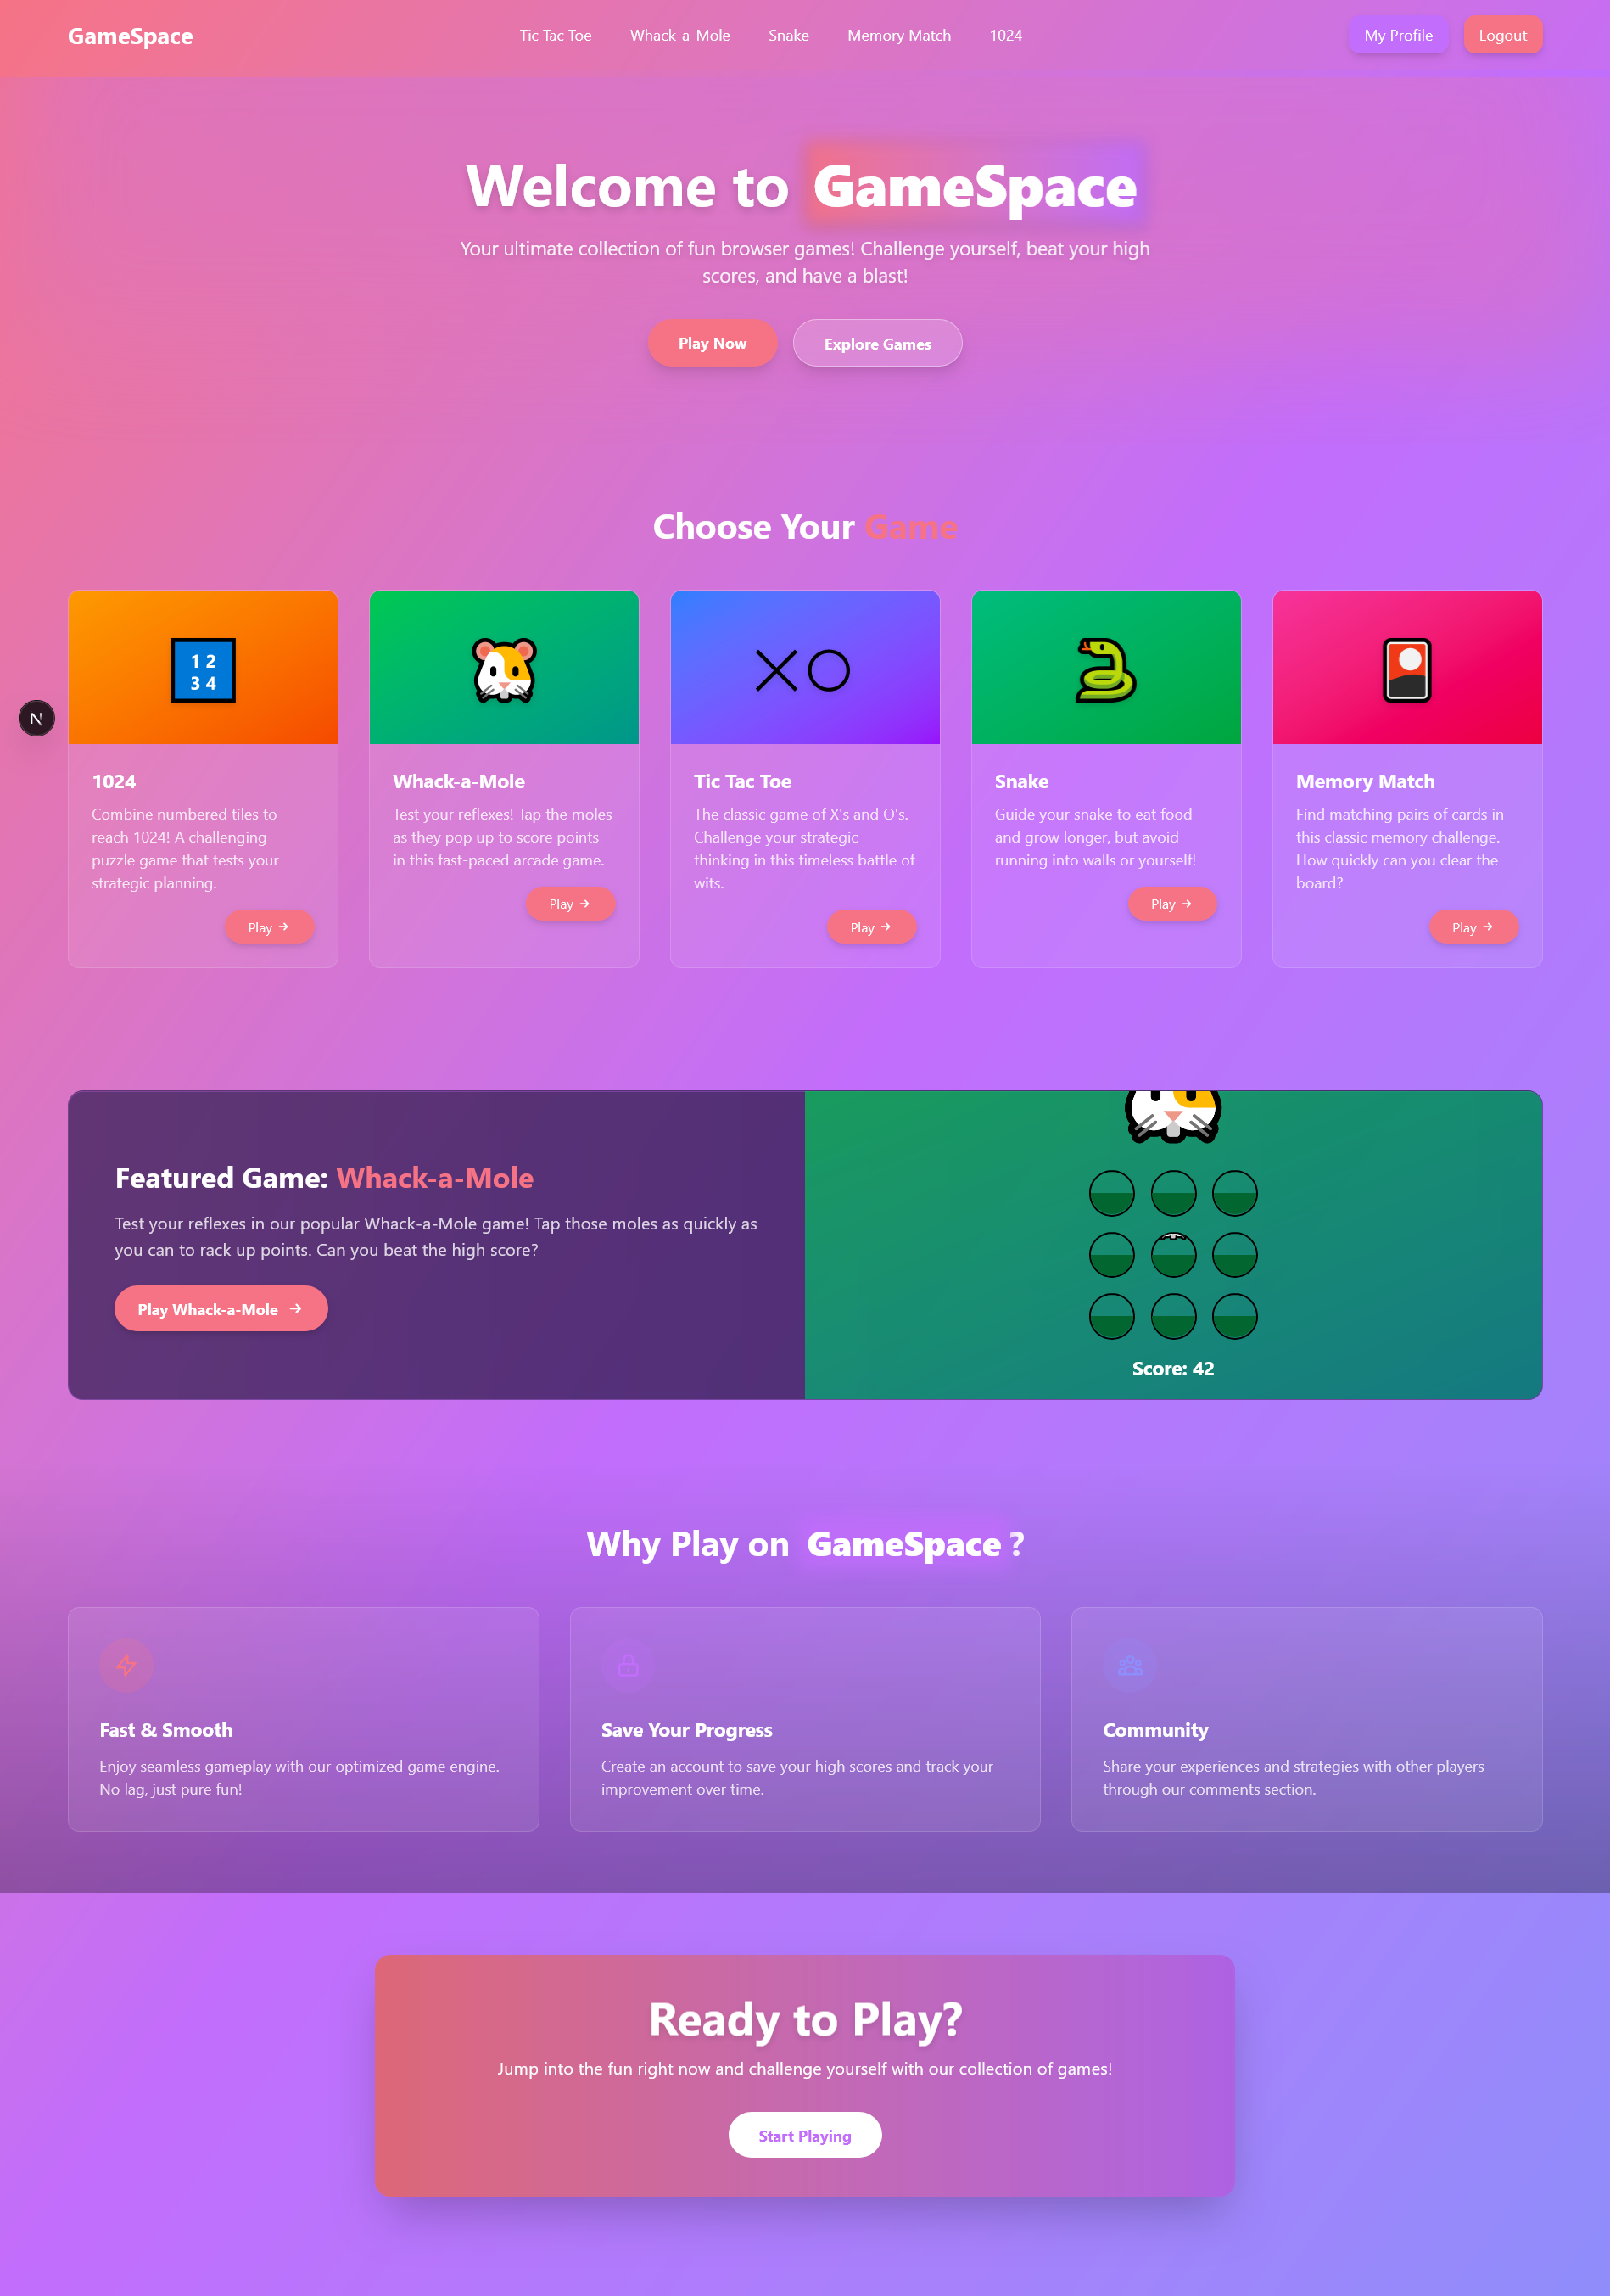 GameSpace
Tic Tac Toe
Whack-a-Mole
Snake
Memory Match
1024
My Profile
Logout
Welcome to GameSpace
Your ultimate collection of fun browser games! Challenge yourself, beat your high
scores, and have a blast!
Play Now
Explore Games
Choose Your Game
1 2
3 4
1024
Combine numbered tiles to
reach 1024! A challenging
puzzle game that tests your
strategic planning.
Play →
Whack-a-Mole
Test your reflexes! Tap the moles
as they pop up to score points
in this fast-paced arcade game.
Play →
Tic Tac Toe
The classic game of X's and O's.
Challenge your strategic
thinking in this timeless battle of
wits.
Play →
Snake
Guide your snake to eat food
and grow longer, but avoid
running into walls or yourself!
Play →
Memory Match
Find matching pairs of cards in
this classic memory challenge.
How quickly can you clear the
board?
Play →
N
Featured Game: Whack-a-Mole
Test your reflexes in our popular Whack-a-Mole game! Tap those moles as quickly as
you can to rack up points. Can you beat the high score?
Play Whack-a-Mole →
Score: 42
Why Play on GameSpace ?
Fast & Smooth
Enjoy seamless gameplay with our optimized game engine.
No lag, just pure fun!
Save Your Progress
Create an account to save your high scores and track your
improvement over time.
Community
Share your experiences and strategies with other players
through our comments section.
Ready to Play?
Jump into the fun right now and challenge yourself with our collection of games!
Start Playing